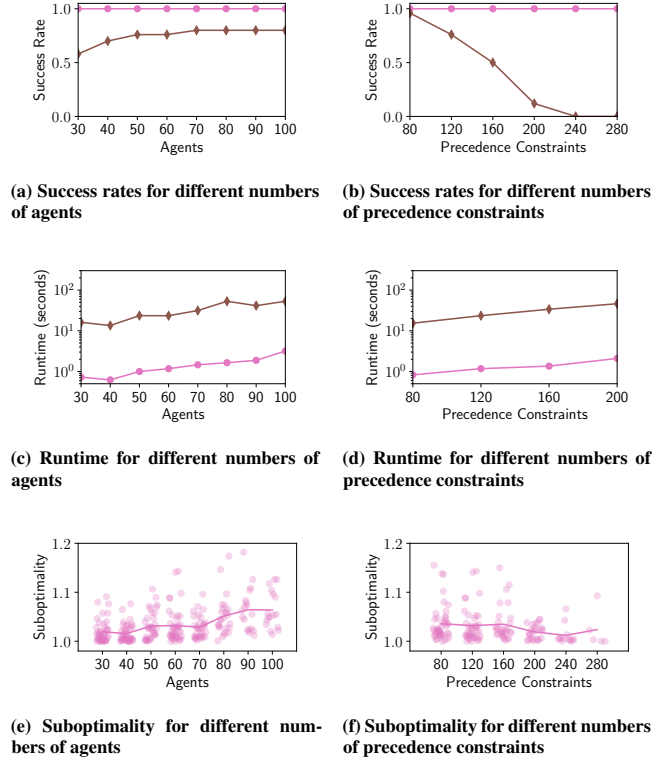 1.0
0.5
0.0
Success Rate
30 40 50 60 70 80 90 100
Agents
1.0
0.5
0.0
Success Rate
80 120 160 200 240 280
Precedence Constraints
(a) Success rates for different numbers
of agents
(b) Success rates for different numbers
of precedence constraints
10²
10¹
10⁰
Runtime (seconds)
30 40 50 60 70 80 90 100
Agents
10²
10¹
10⁰
Runtime (seconds)
80 120 160 200
Precedence Constraints
(c) Runtime for different numbers of
agents
(d) Runtime for different numbers of
precedence constraints
1.2
1.1
1.0
Suboptimality
30 40 50 60 70 80 90 100
Agents
1.2
1.1
1.0
Suboptimality
80 120 160 200 240 280
Precedence Constraints
(e) Suboptimality for different num-
bers of agents
(f) Suboptimality for different numbers
of precedence constraints